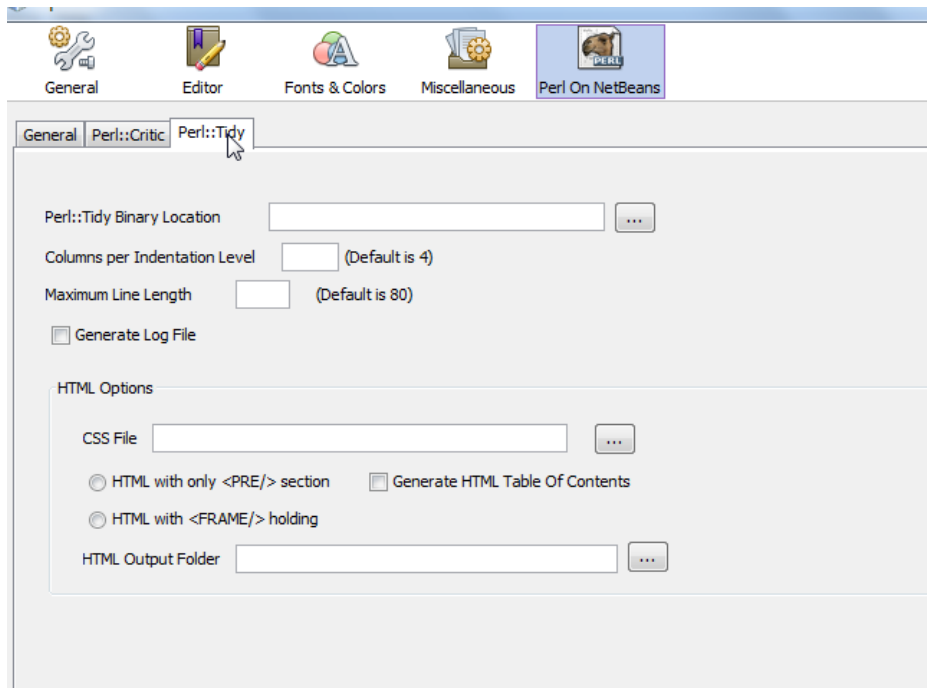 General
Editor
Fonts & Colors
Miscellaneous
PERL
Perl On NetBeans
General
Perl::Critic
Perl::Tidy
Perl::Tidy Binary Location
...
Columns per Indentation Level
(Default is 4)
Maximum Line Length
(Default is 80)
Generate Log File
HTML Options
CSS File
...
HTML with only <PRE/> section
Generate HTML Table Of Contents
HTML with <FRAME/> holding
HTML Output Folder
...